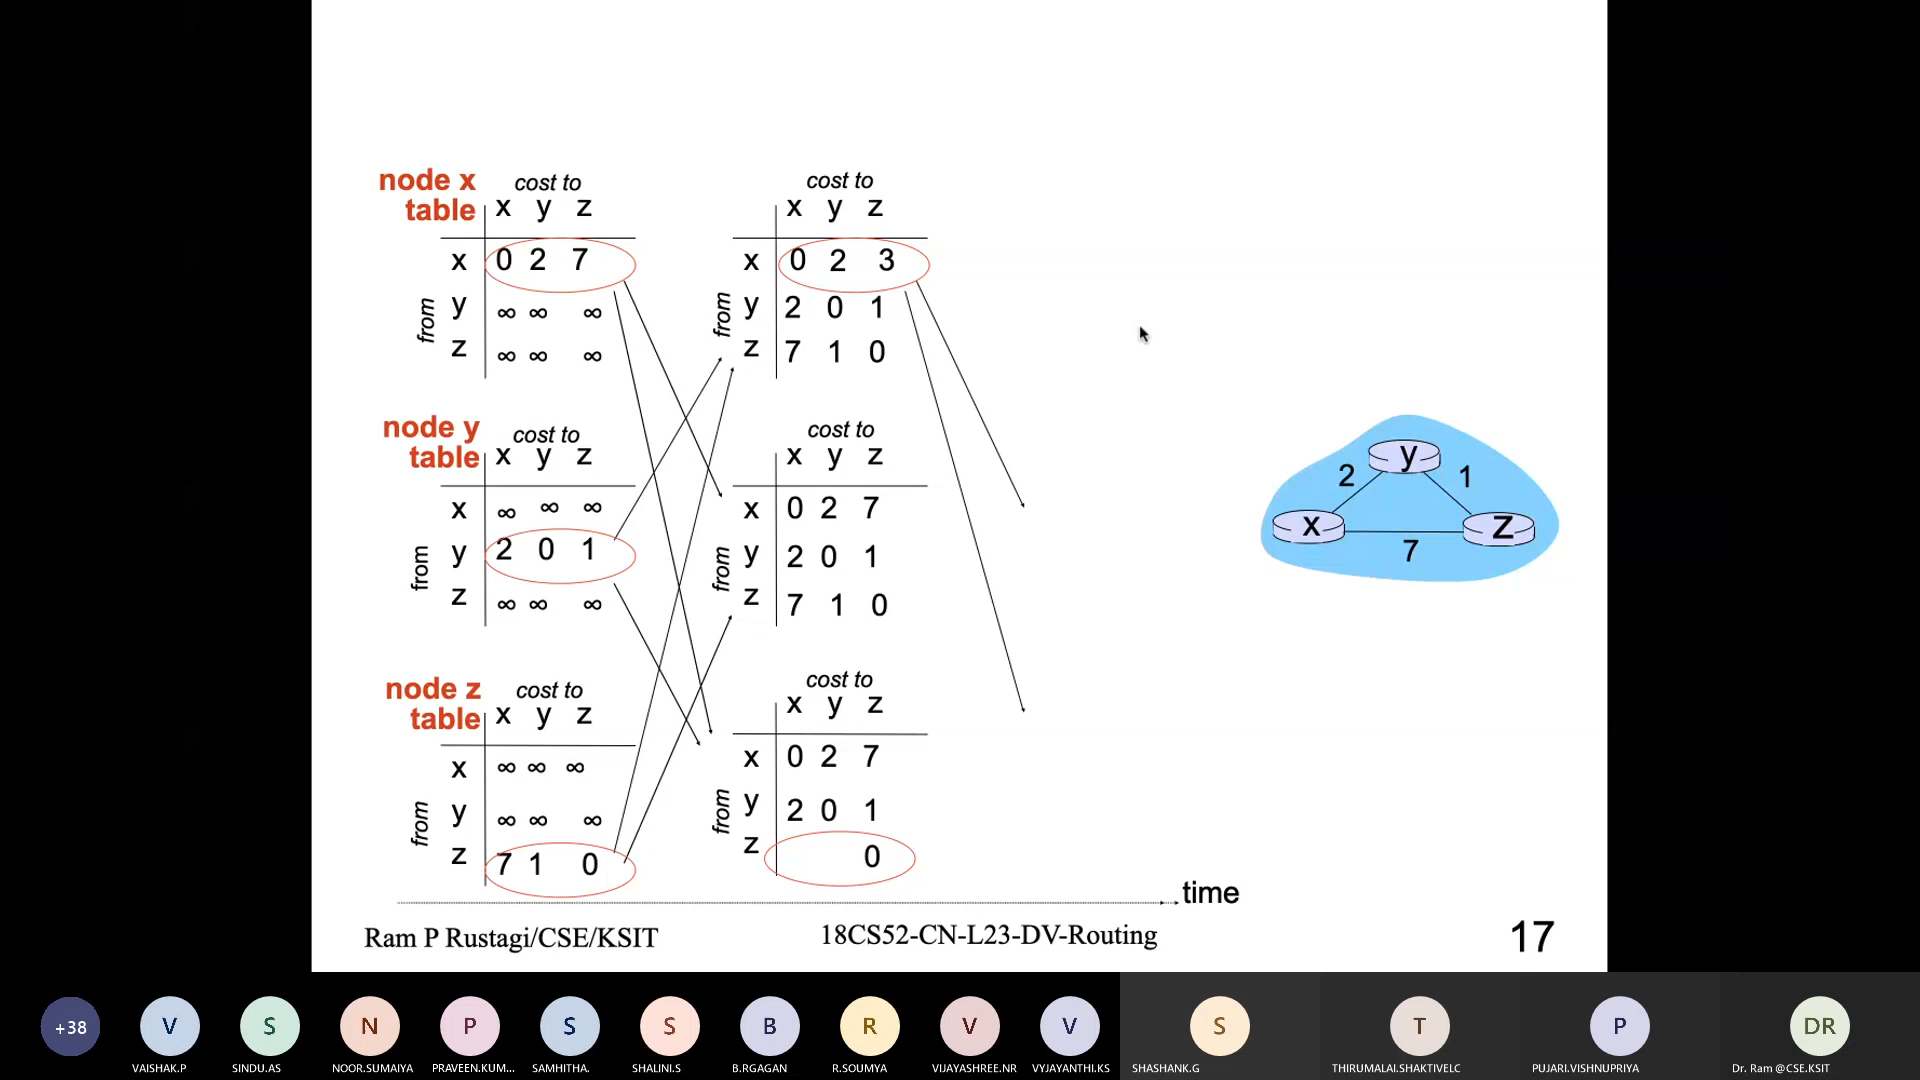 node x
table
cost to
x y z
x 0 2 7
y ∞ ∞ ∞
z ∞ ∞ ∞
from
cost to
x y z
x 0 2 3
y 2 0 1
z 7 1 0
from
node y
table
cost to
x y z
x ∞ ∞ ∞
y 2 0 1
z ∞ ∞ ∞
from
cost to
x y z
x 0 2 7
y 2 0 1
z 7 1 0
from
y
2 1
x z
7
node z
table
cost to
x y z
x ∞ ∞ ∞
y ∞ ∞ ∞
z 7 1 0
from
cost to
x y z
x 0 2 7
y 2 0 1
z 0
from
time
Ram P Rustagi/CSE/KSIT
18CS52-CN-L23-DV-Routing
17
+38
V
S
N
P
S
S
B
R
V
V
S
T
P
DR
VAISHAK.P
SINDU.AS
NOOR.SUMAIYA
PRAVEEN.KUM...
SAMHITHA.
SHALINI.S
B.RGAGAN
R.SOUMYA
VIJAYASHREE.NR
VYJAYANTHI.KS
SHASHANK.G
THIRUMALAI.SHAKTIVELC
PUJARI.VISHNUPRIYA
Dr. Ram @CSE.KSIT